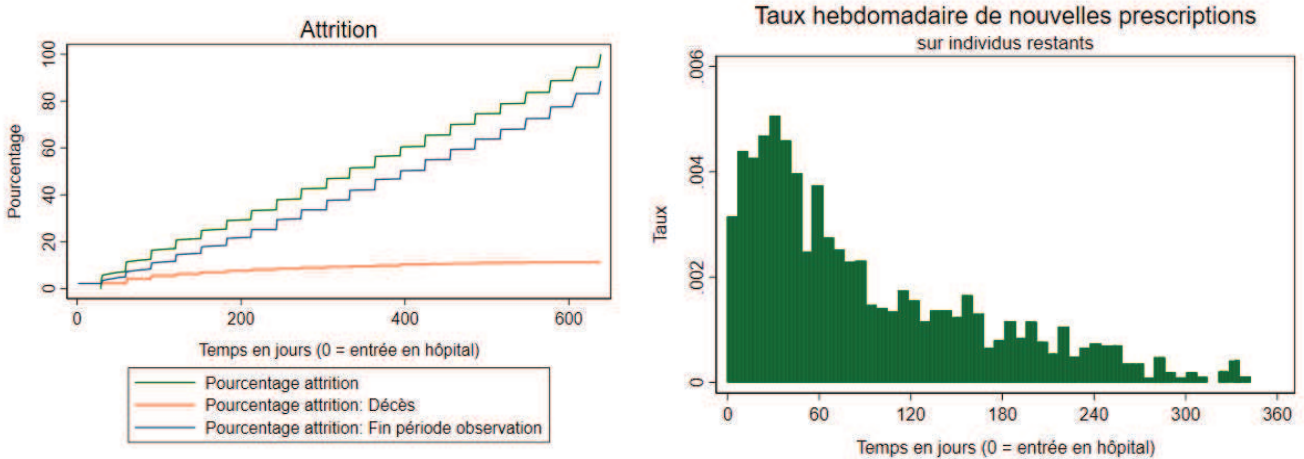 Attrition
Pourcentage
100
80
60
40
20
0
0 200 400 600
Temps en jours (0 = entrée en hôpital)
Pourcentage attrition
Pourcentage attrition: Décès
Pourcentage attrition: Fin période observation
Taux hebdomadaire de nouvelles prescriptions
sur individus restants
Taux
.006
.004
.002
0
0 60 120 180 240 300 360
Temps en jours (0 = entrée en hôpital)